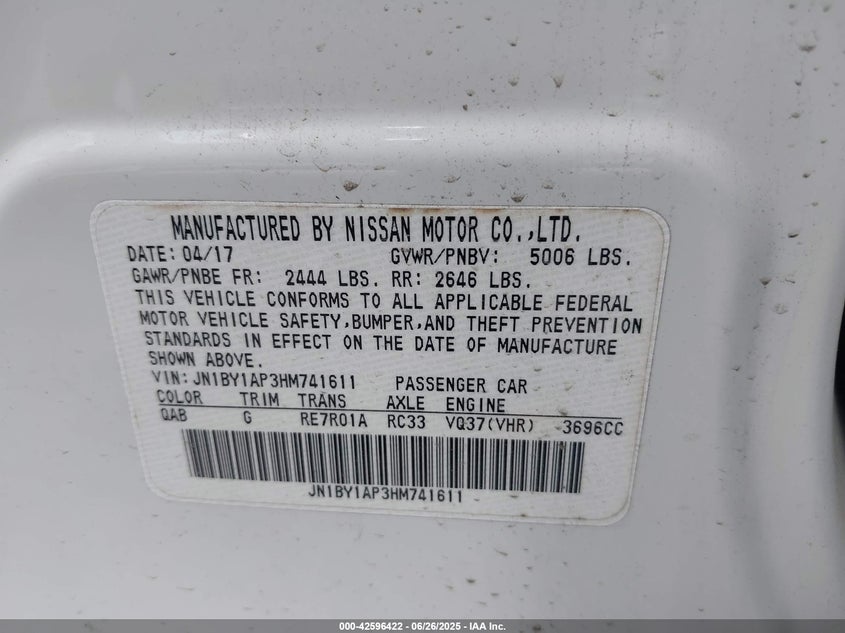 MANUFACTURED BY NISSAN MOTOR CO.,LTD.
DATE: 04/17 GVWR/PNBV: 5006 LBS.
GAWR/PNBE FR: 2444 LBS. RR: 2646 LBS.
THIS VEHICLE CONFORMS TO ALL APPLICABLE FEDERAL
MOTOR VEHICLE SAFETY,BUMPER,AND THEFT PREVENTION
STANDARDS IN EFFECT ON THE DATE OF MANUFACTURE
SHOWN ABOVE.
VIN:JN1BY1AP3HM741611 PASSENGER CAR
COLOR TRIM TRANS AXLE ENGINE
QAB G RE7R01A RC33 VQ37(VHR) 3696CC
JN1BY1AP3HM741611
000-42596422 - 06/26/2025 - IAA Inc.